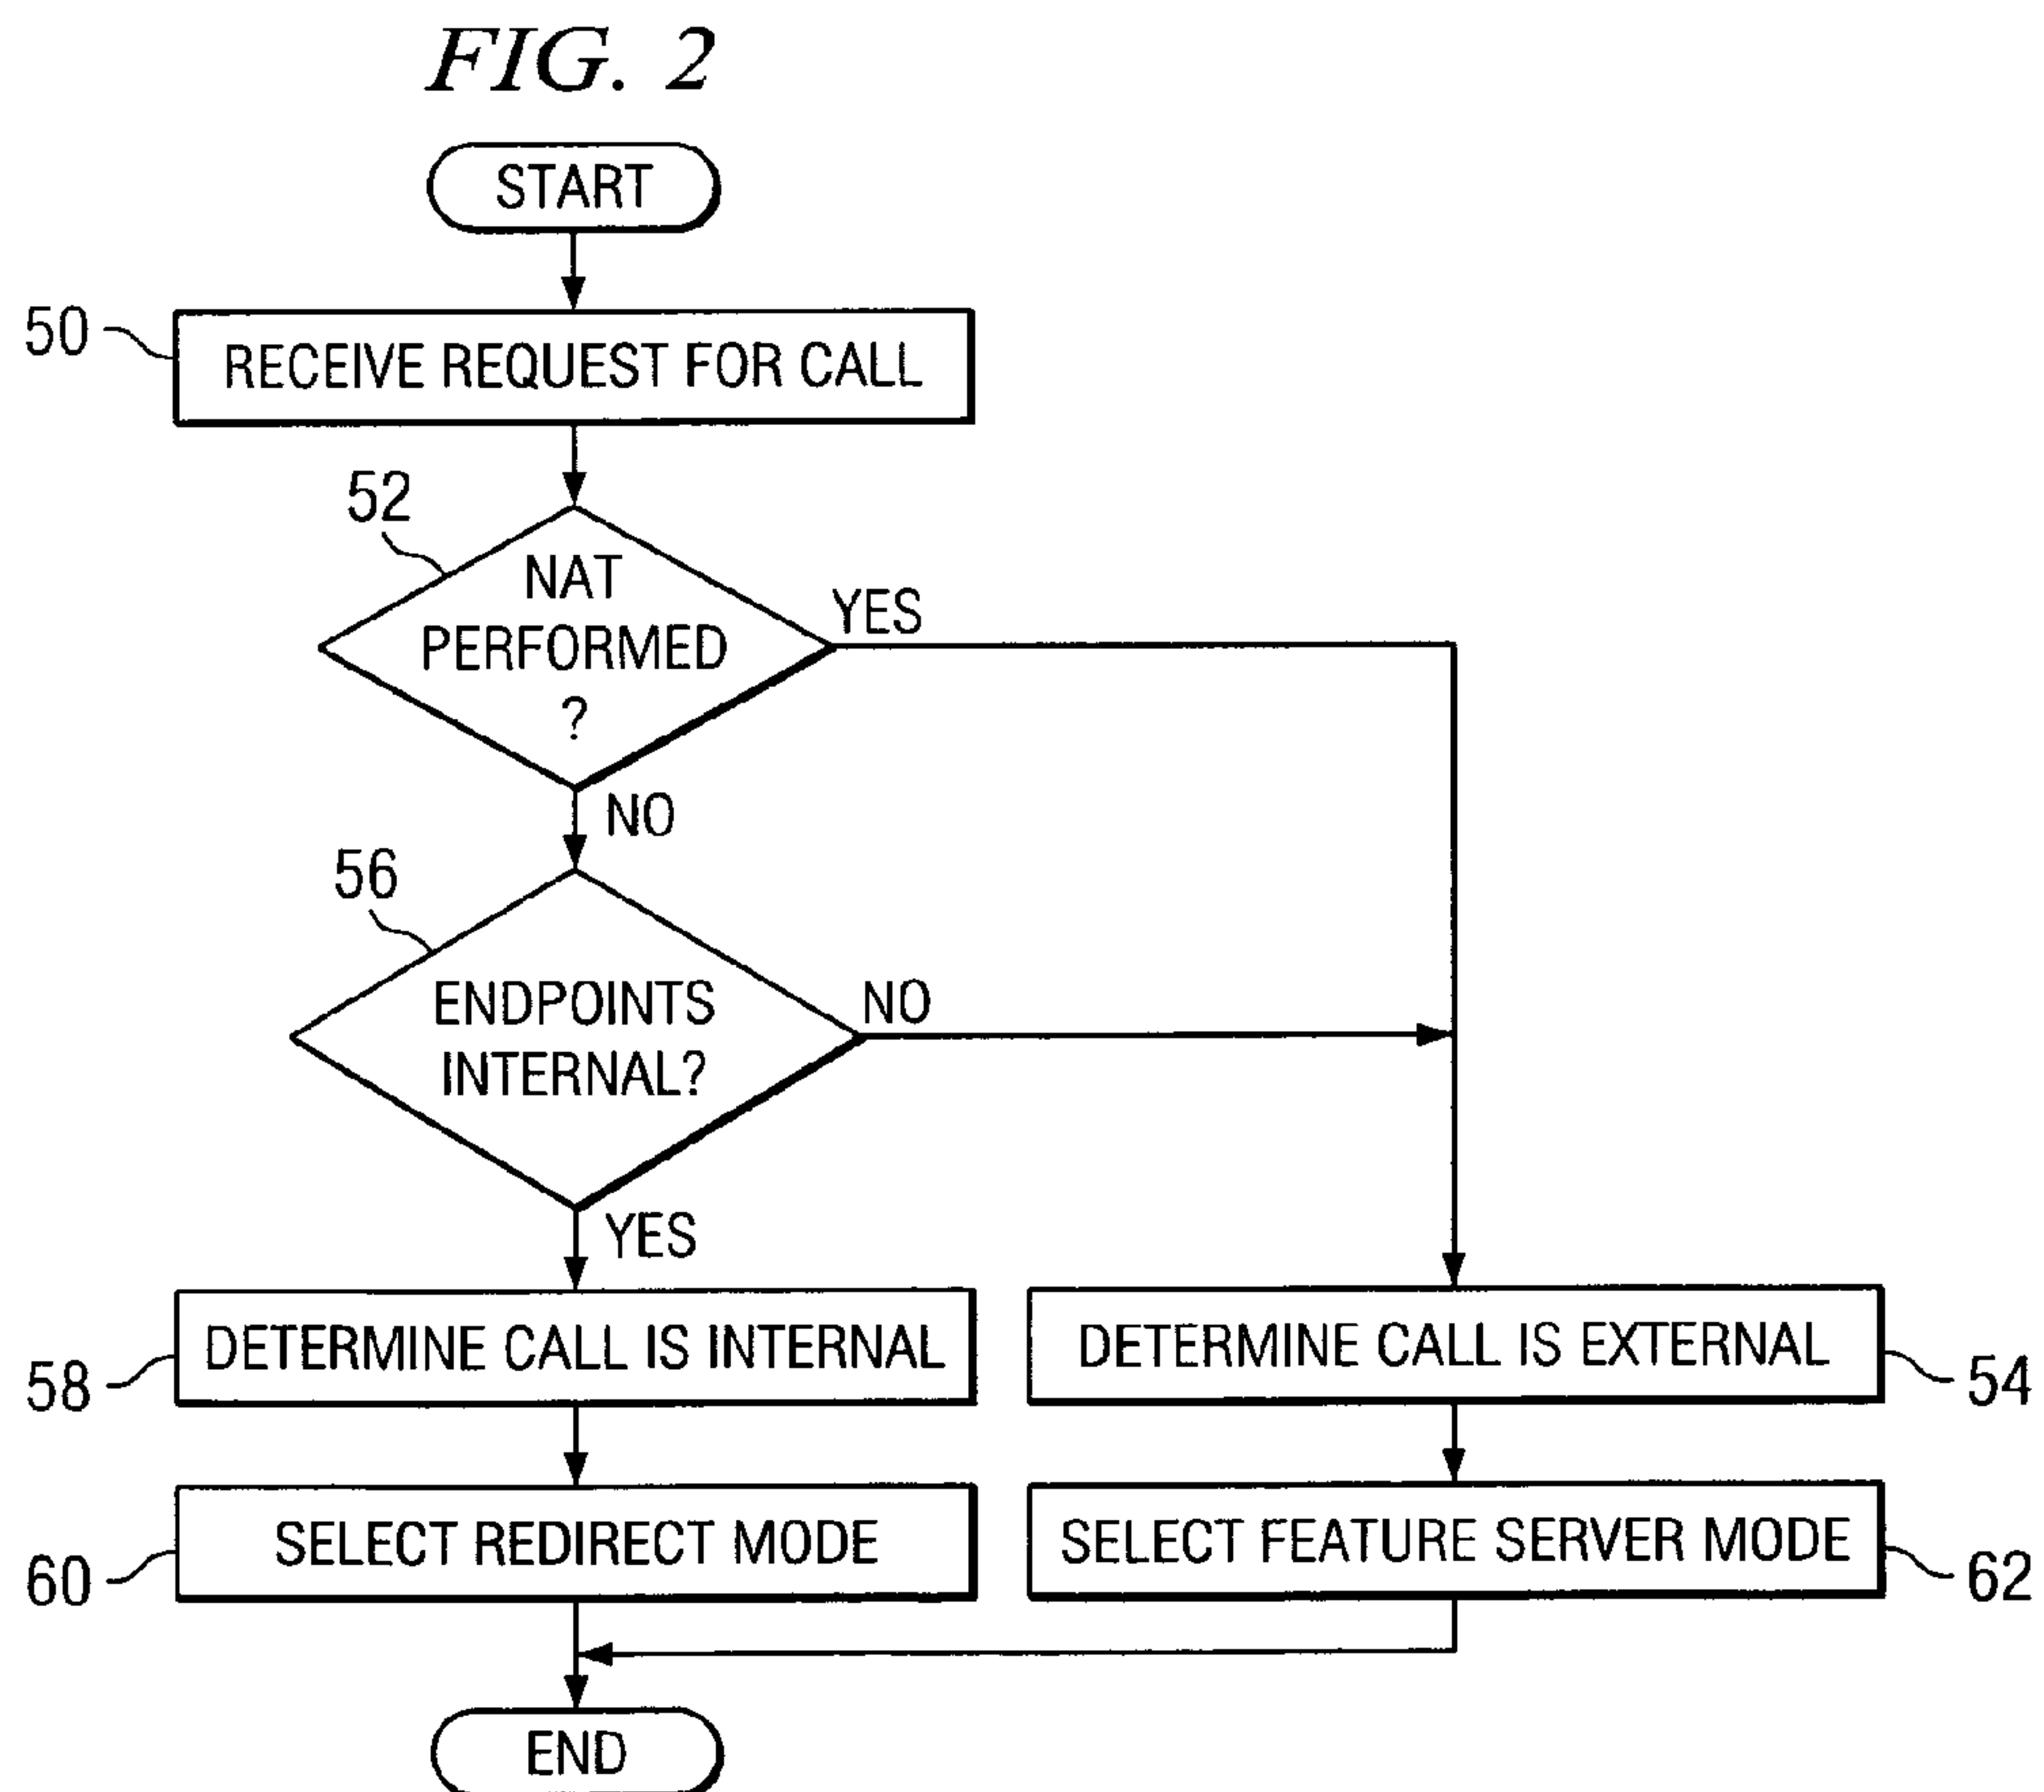 FIG. 2
START
50
RECEIVE REQUEST FOR CALL
52
NAT
PERFORMED
?
YES
NO
56
ENDPOINTS
INTERNAL?
NO
YES
58
DETERMINE CALL IS INTERNAL
DETERMINE CALL IS EXTERNAL
54
60
SELECT REDIRECT MODE
SELECT FEATURE SERVER MODE
62
END